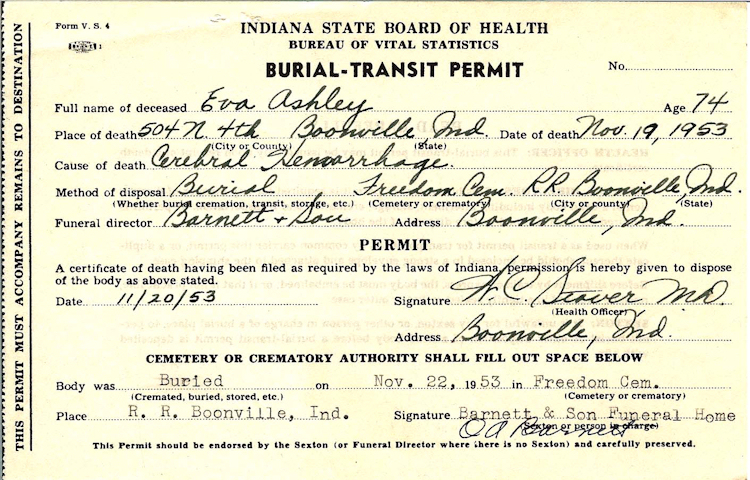 Form V. S. 4
INDIANA STATE BOARD OF HEALTH
BUREAU OF VITAL STATISTICS
BURIAL-TRANSIT PERMIT
No.
Full name of deceased Eva Ashley Age 74
Place of death 504 N. 4th Boonville, Ind. Date of death Nov. 19, 1953
(City or County) (State)
Cause of death Cerebral Hemorrhage.
Method of disposal Burial Freedom Cem. R.R. Boonville, Ind.
(Whether burial cremation, transit, storage, etc.) (Cemetery or crematory) (City or county) (State)
Funeral director Barnett & Son Address Boonville, Ind.
PERMIT
A certificate of death having been filed as required by the laws of Indiana, permission is hereby given to dispose
of the body as above stated.
Date 11/20/53 Signature W. C. Stover MD.
(Health Officer)
Address Boonville, Ind.
CEMETERY OR CREMATORY AUTHORITY SHALL FILL OUT SPACE BELOW
Body was Buried on Nov. 22, 1953 in Freedom Cem.
(Cremated, buried, stored, etc.) (Cemetery or crematory)
Place R. R. Boonville, Ind. Signature Barnett & Son Funeral Home
(Sexton or person in charge)
O A Barnett
This Permit should be endorsed by the Sexton (or Funeral Director where there is no Sexton) and carefully preserved.
THIS PERMIT MUST ACCOMPANY REMAINS TO DESTINATION